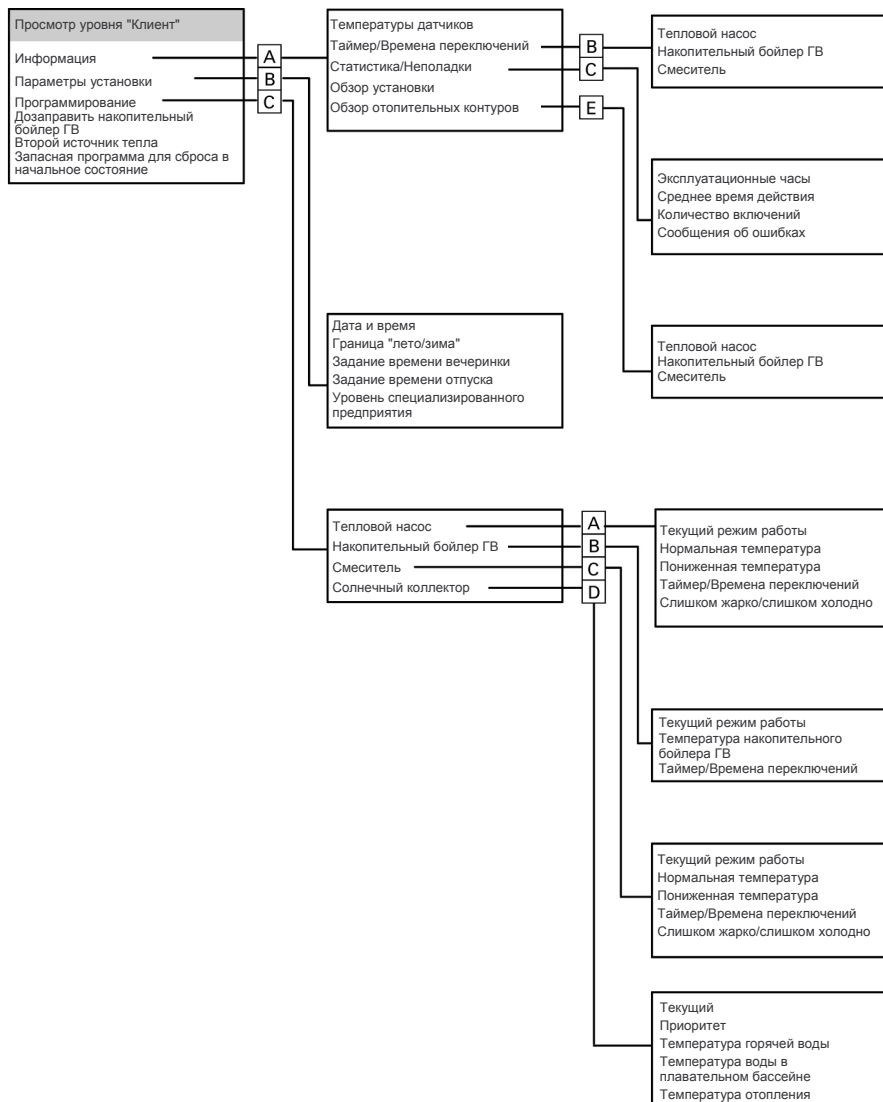 Просмотр уровня "Клиент"
Информация
Параметры установки
Программирование
Дозаправить накопительный
бойлер ГВ
Второй источник тепла
Запасная программа для сброса в
начальное состояние
A
B
C
Температуры датчиков
Таймер/Времена переключений
Статистика/Неполадки
Обзор установки
Обзор отопительных контуров
B
C
E
Тепловой насос
Накопительный бойлер ГВ
Смеситель
Эксплуатационные часы
Среднее время действия
Количество включений
Сообщения об ошибках
Тепловой насос
Накопительный бойлер ГВ
Смеситель
Дата и время
Граница "лето/зима"
Задание времени вечеринки
Задание времени отпуска
Уровень специализированного
предприятия
Тепловой насос
Накопительный бойлер ГВ
Смеситель
Солнечный коллектор
A
B
C
D
Текущий режим работы
Нормальная температура
Пониженная температура
Таймер/Времена переключений
Слишком жарко/слишком холодно
Текущий режим работы
Температура накопительного
бойлера ГВ
Таймер/Времена переключений
Текущий режим работы
Нормальная температура
Пониженная температура
Таймер/Времена переключений
Слишком жарко/слишком холодно
Текущий
Приоритет
Температура горячей воды
Температура воды в
плавательном бассейне
Температура отопления